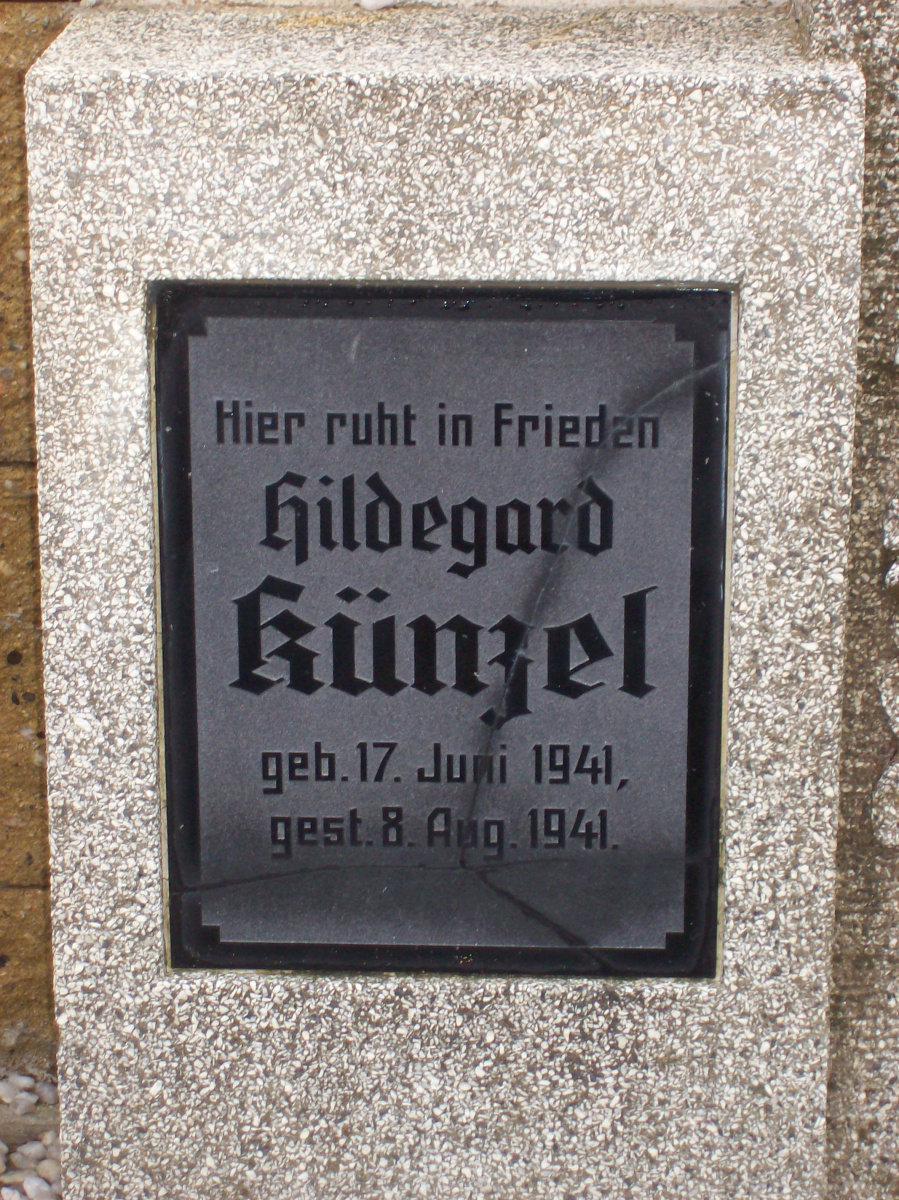 Hier ruht in Frieden
Hildegard
Künzel
geb. 17. Juni 1941,
gest. 8. Aug. 1941.